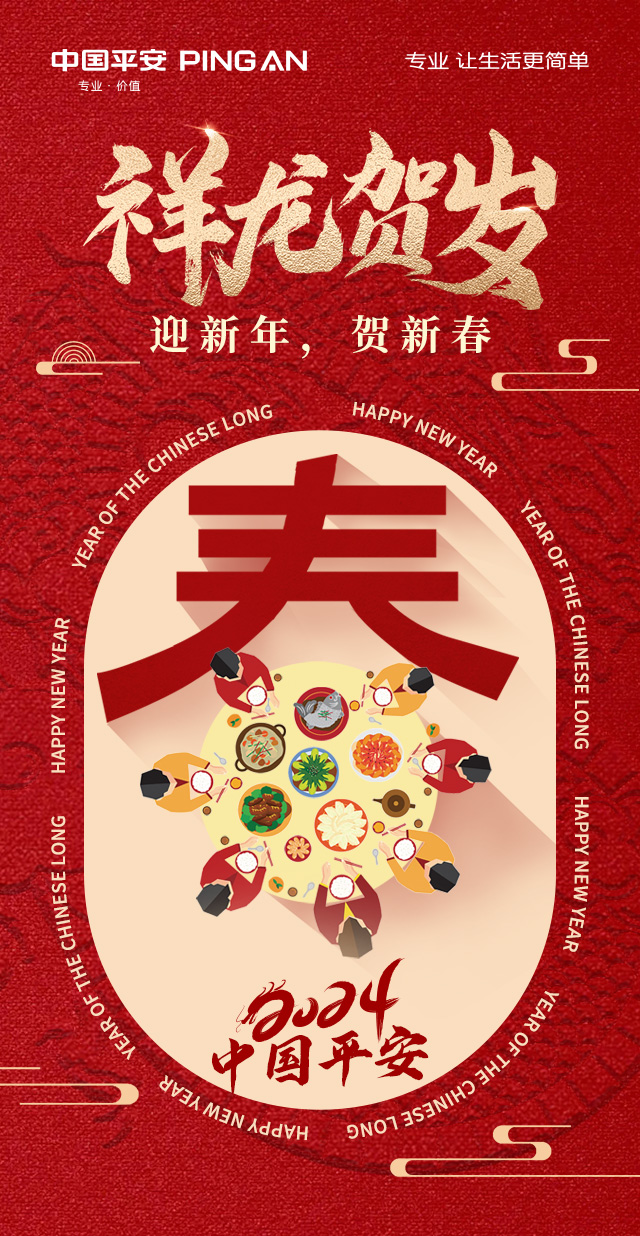 中国平安 PING AN
专业 · 价值
专业 让生活更简单
祥龙贺岁
迎新年，贺新春
YEAR OF THE CHINESE LONG
HAPPY NEW YEAR
YEAR OF THE CHINESE LONG
HAPPY NEW YEAR
YEAR OF THE CHINESE LONG
HAPPY NEW YEAR
YEAR OF THE CHINESE LONG
HAPPY NEW YEAR
春
2024
中国平安